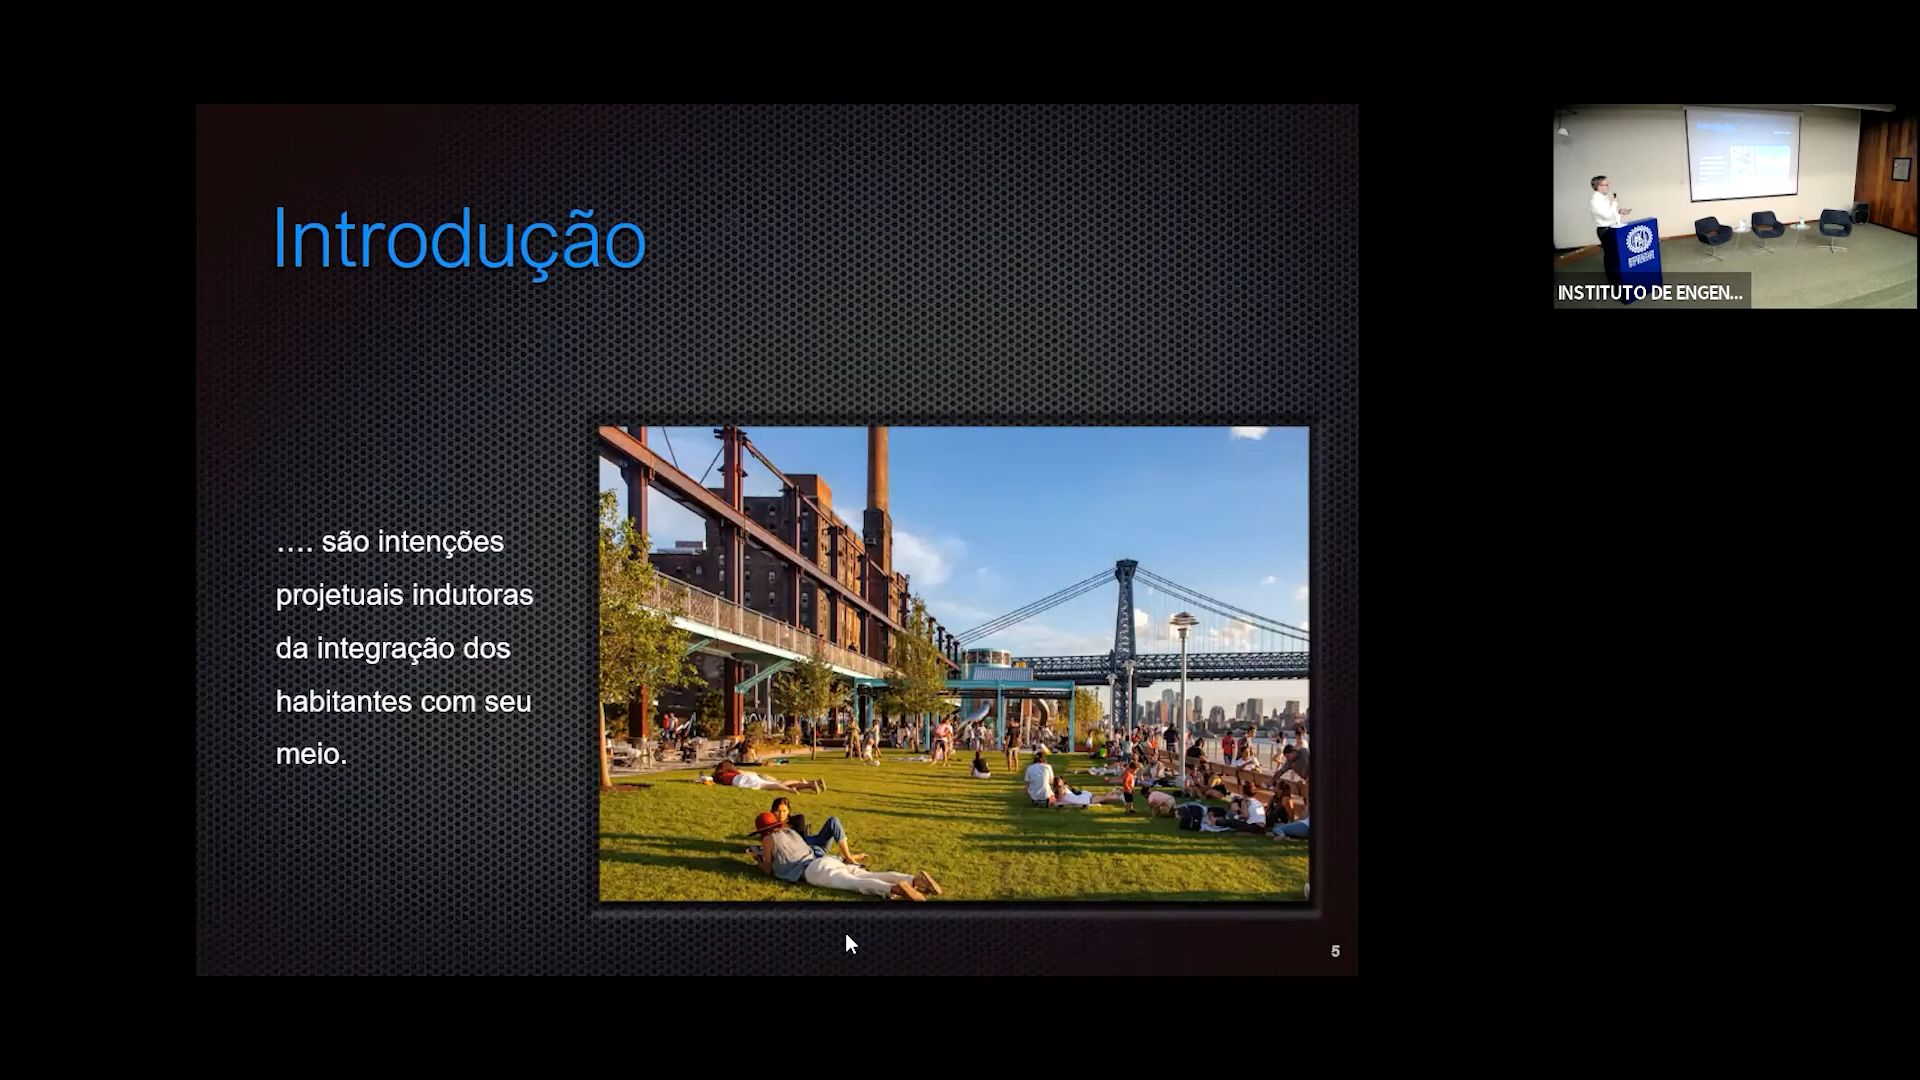 Introdução
.... são intenções
projetuais indutoras
da integração dos
habitantes com seu
meio.
5
INSTITUTO DE ENGEN...